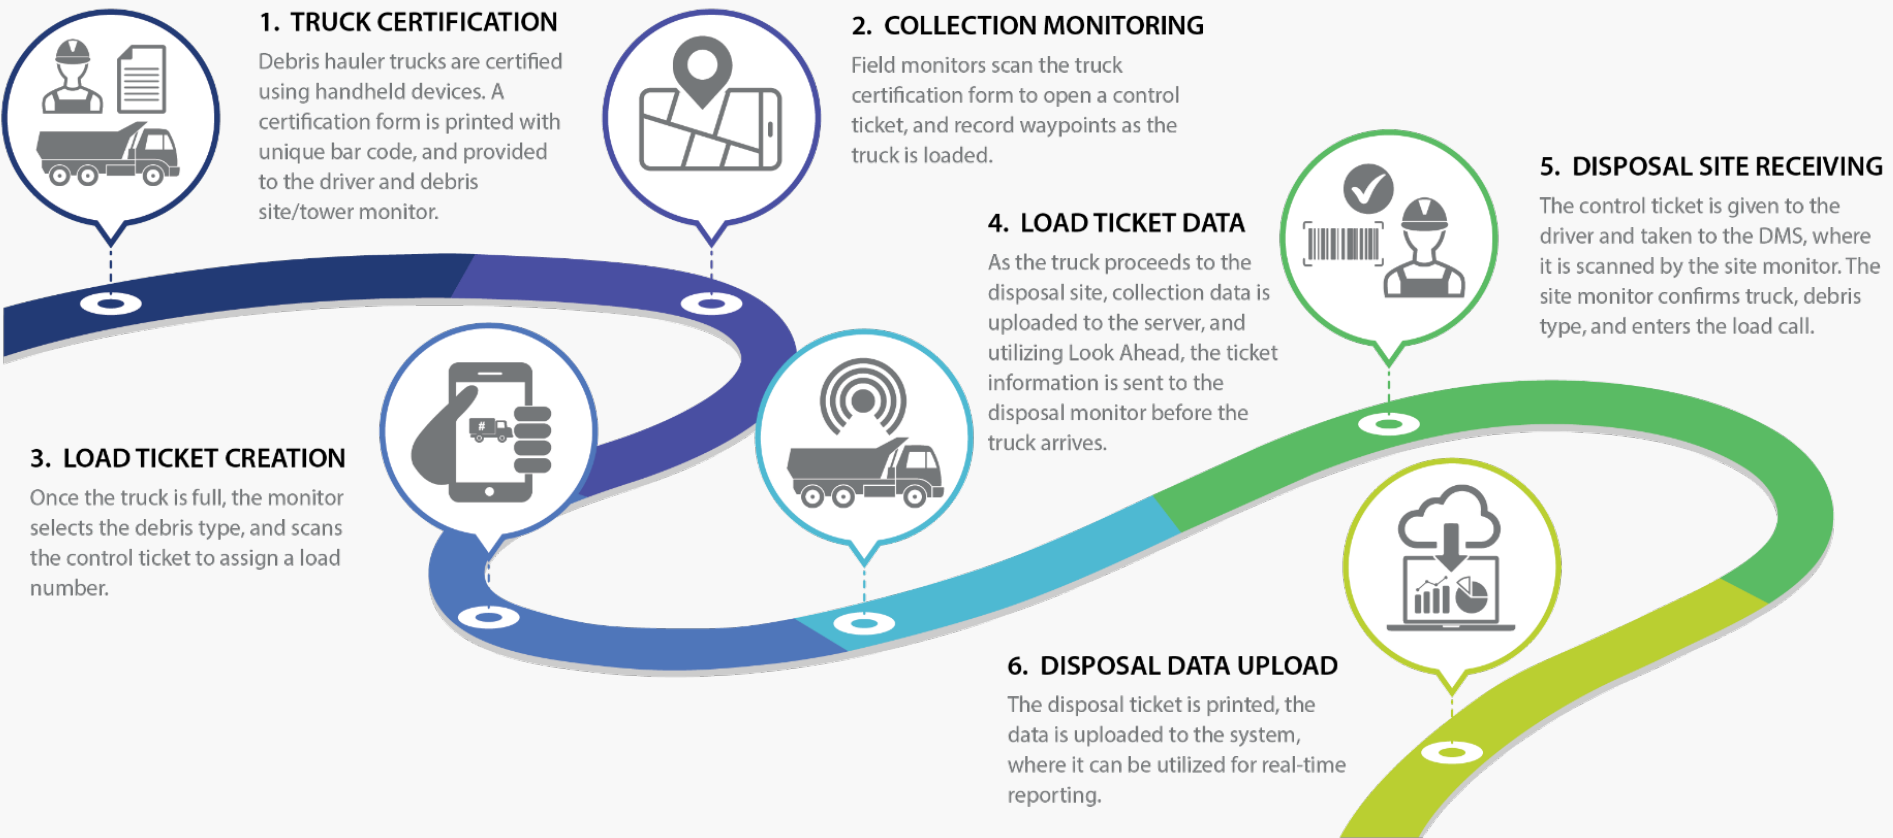 1. TRUCK CERTIFICATION
Debris hauler trucks are certified
using handheld devices. A
certification form is printed with
unique bar code, and provided
to the driver and debris
site/tower monitor.
2. COLLECTION MONITORING
Field monitors scan the truck
certification form to open a control
ticket, and record waypoints as the
truck is loaded.
3. LOAD TICKET CREATION
Once the truck is full, the monitor
selects the debris type, and scans
the control ticket to assign a load
number.
#
4. LOAD TICKET DATA
As the truck proceeds to the
disposal site, collection data is
uploaded to the server, and
utilizing Look Ahead, the ticket
information is sent to the
disposal monitor before the
truck arrives.
5. DISPOSAL SITE RECEIVING
The control ticket is given to the
driver and taken to the DMS, where
it is scanned by the site monitor. The
site monitor confirms truck, debris
type, and enters the load call.
6. DISPOSAL DATA UPLOAD
The disposal ticket is printed, the
data is uploaded to the system,
where it can be utilized for real-time
reporting.